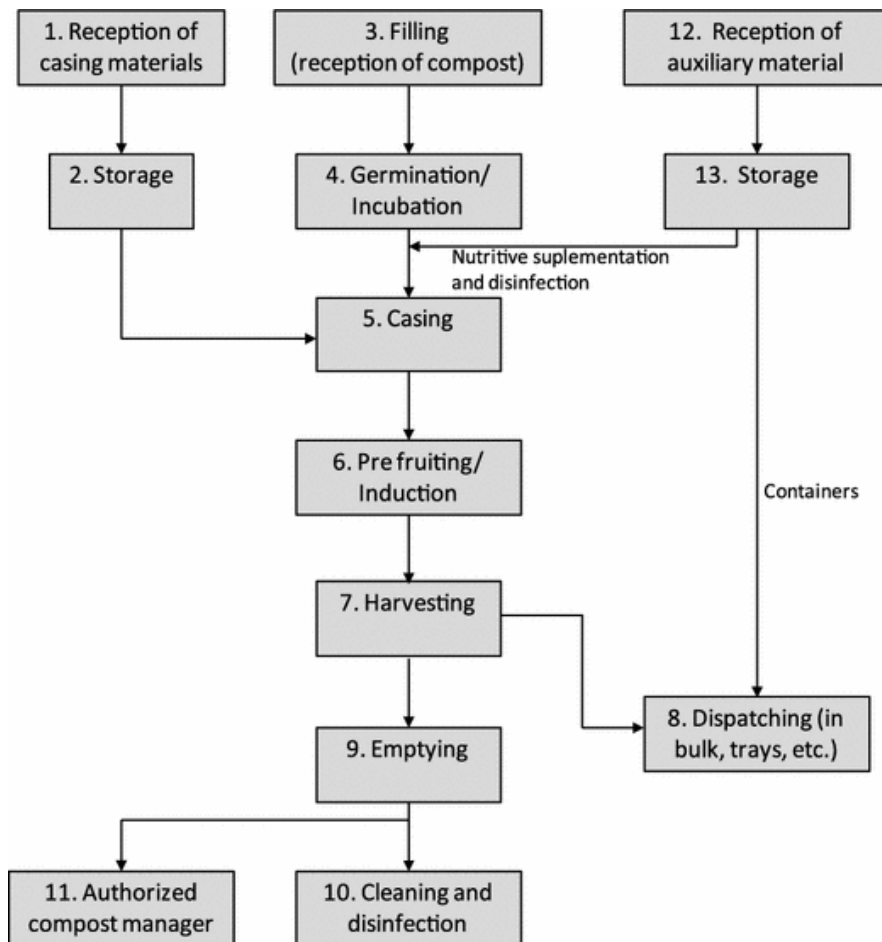 1. Reception of
casing materials
3. Filling
(reception of compost)
12. Reception of
auxiliary material
2. Storage
4. Germination/
Incubation
13. Storage
Nutritive suplementation
and disinfection
5. Casing
6. Pre fruiting/
Induction
Containers
7. Harvesting
8. Dispatching (in
bulk, trays, etc.)
9. Emptying
11. Authorized
compost manager
10. Cleaning and
disinfection